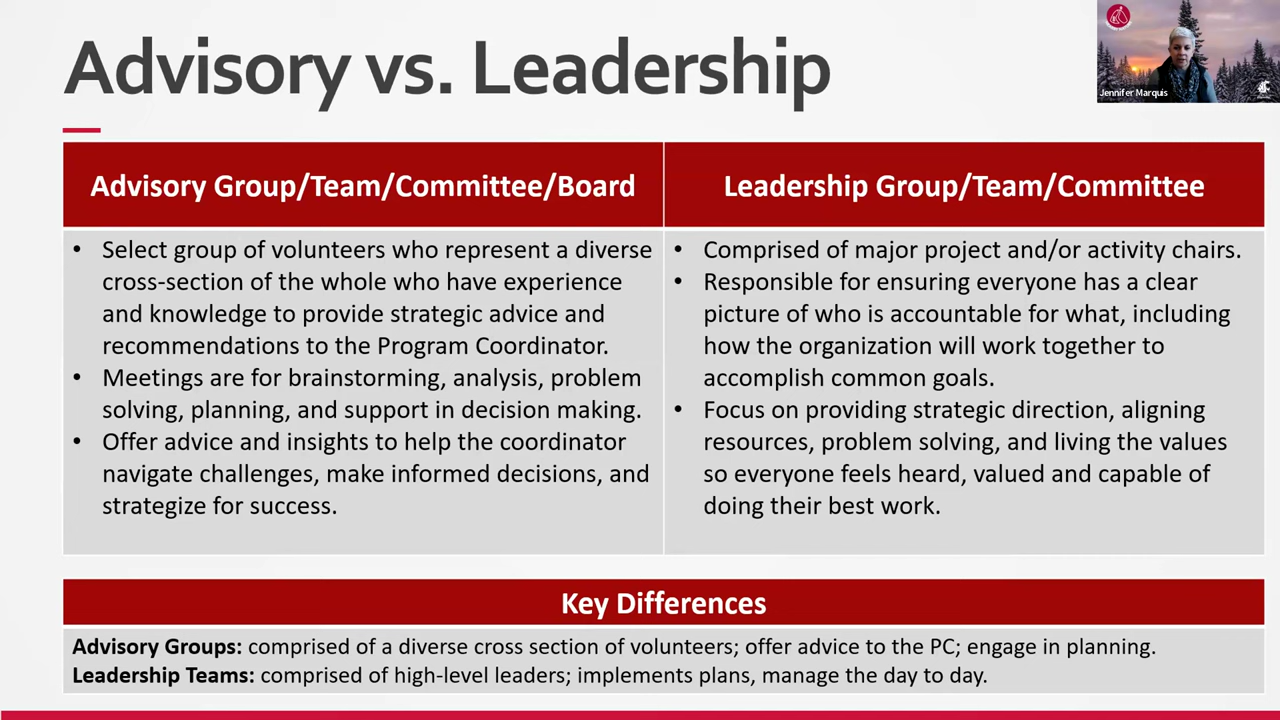 Advisory vs. Leadership
Jennifer Marquis
Advisory Group/Team/Committee/Board
Leadership Group/Team/Committee
• Select group of volunteers who represent a diverse
cross-section of the whole who have experience
and knowledge to provide strategic advice and
recommendations to the Program Coordinator.
• Meetings are for brainstorming, analysis, problem
solving, planning, and support in decision making.
• Offer advice and insights to help the coordinator
navigate challenges, make informed decisions, and
strategize for success.
• Comprised of major project and/or activity chairs.
• Responsible for ensuring everyone has a clear
picture of who is accountable for what, including
how the organization will work together to
accomplish common goals.
• Focus on providing strategic direction, aligning
resources, problem solving, and living the values
so everyone feels heard, valued and capable of
doing their best work.
Key Differences
Advisory Groups: comprised of a diverse cross section of volunteers; offer advice to the PC; engage in planning.
Leadership Teams: comprised of high-level leaders; implements plans, manage the day to day.